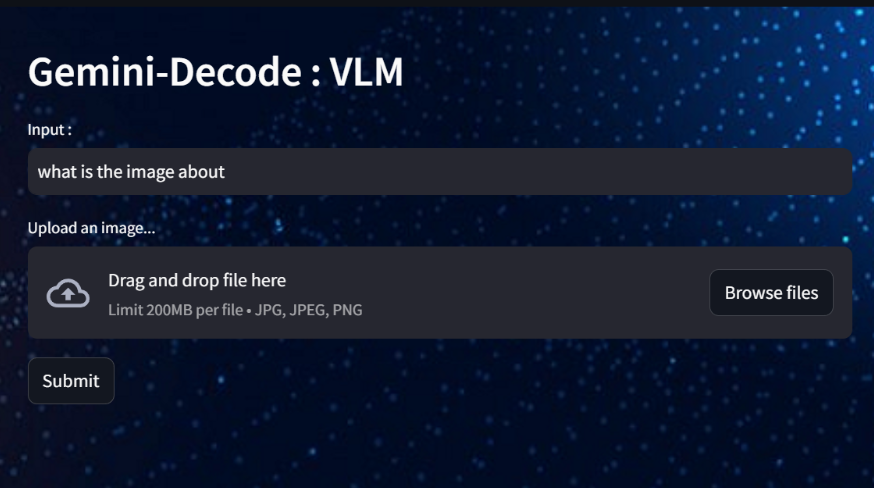 Gemini-Decode : VLM
Input :
what is the image about
Upload an image...
Drag and drop file here
Limit 200MB per file • JPG, JPEG, PNG
Browse files
Submit